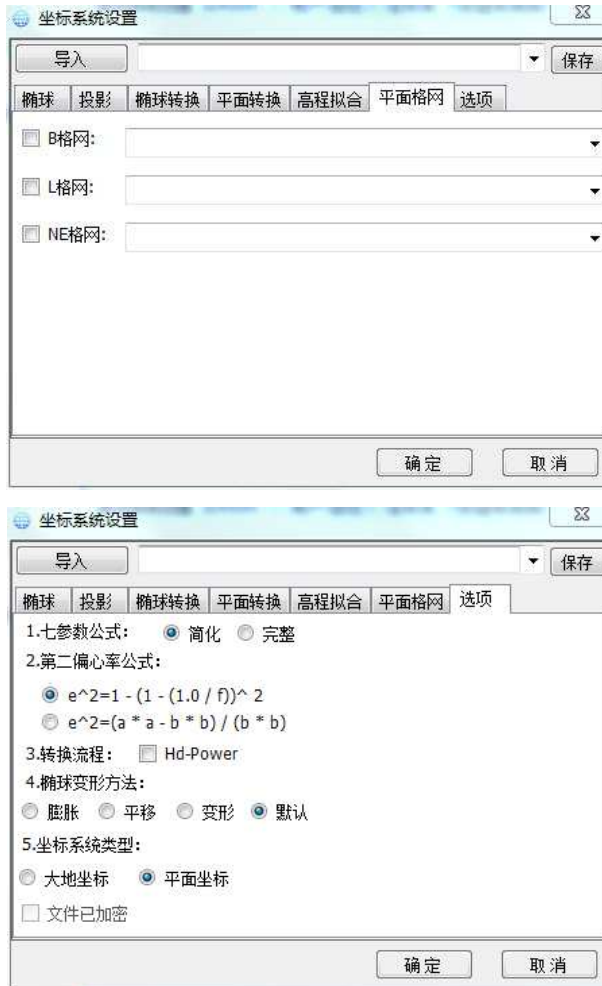 坐标系统设置
导入 保存
椭球 投影 椭球转换 平面转换 高程拟合 平面格网 选项
B格网:
L格网:
NE格网:
确定 取消
坐标系统设置
导入 保存
椭球 投影 椭球转换 平面转换 高程拟合 平面格网 选项
1.七参数公式: 简化 完整
2.第二偏心率公式:
e^2=1 - (1 - (1.0 / f))^ 2
e^2=(a * a - b * b) / (b * b)
3.转换流程: Hd-Power
4.椭球变形方法:
膨胀 平移 变形 默认
5.坐标系统类型:
大地坐标 平面坐标
文件已加密
确定 取消